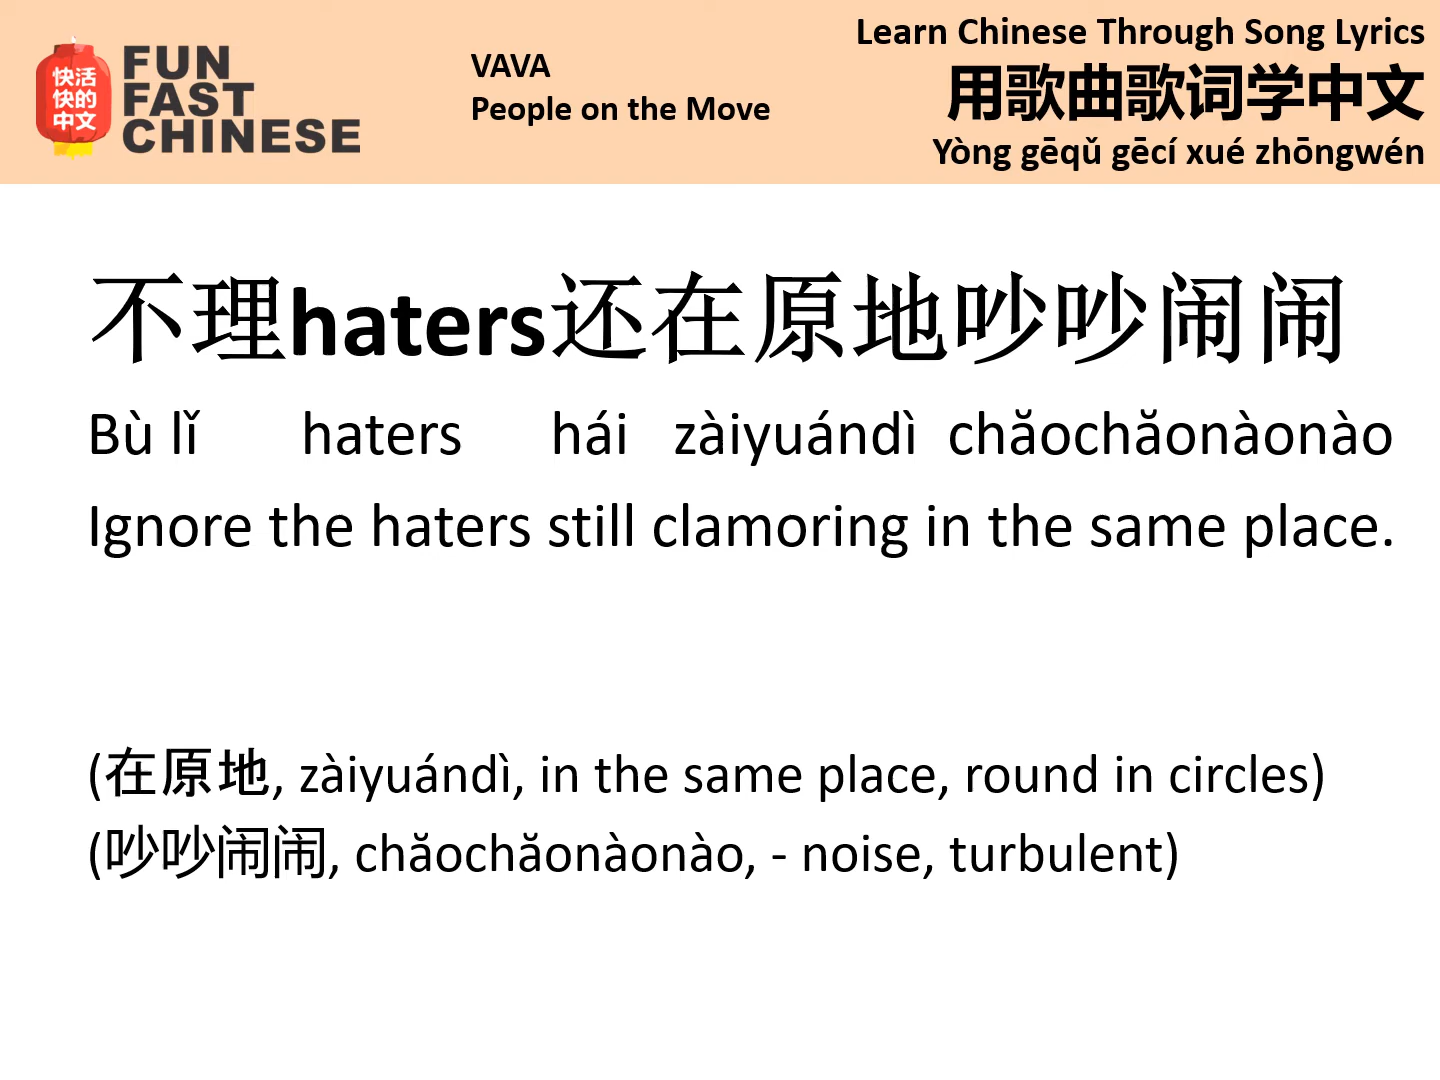 快活
快的
中文
FUN
FAST
CHINESE
VAVA
People on the Move
Learn Chinese Through Song Lyrics
用歌曲歌词学中文
Yòng gēqǔ gēcí xué zhōngwén
不理haters还在原地吵吵闹闹
Bù lǐ haters hái zàiyuándì chăochăonàonào
Ignore the haters still clamoring in the same place.
(在原地, zàiyuándì, in the same place, round in circles)
(吵吵闹闹, chăochăonàonào, - noise, turbulent)